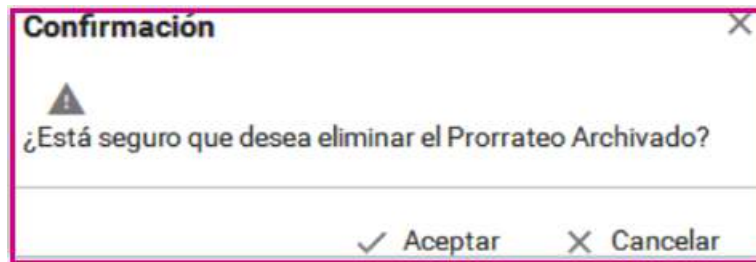 Confirmación
¿Está seguro que desea eliminar el Prorrateo Archivado?
Aceptar Cancelar